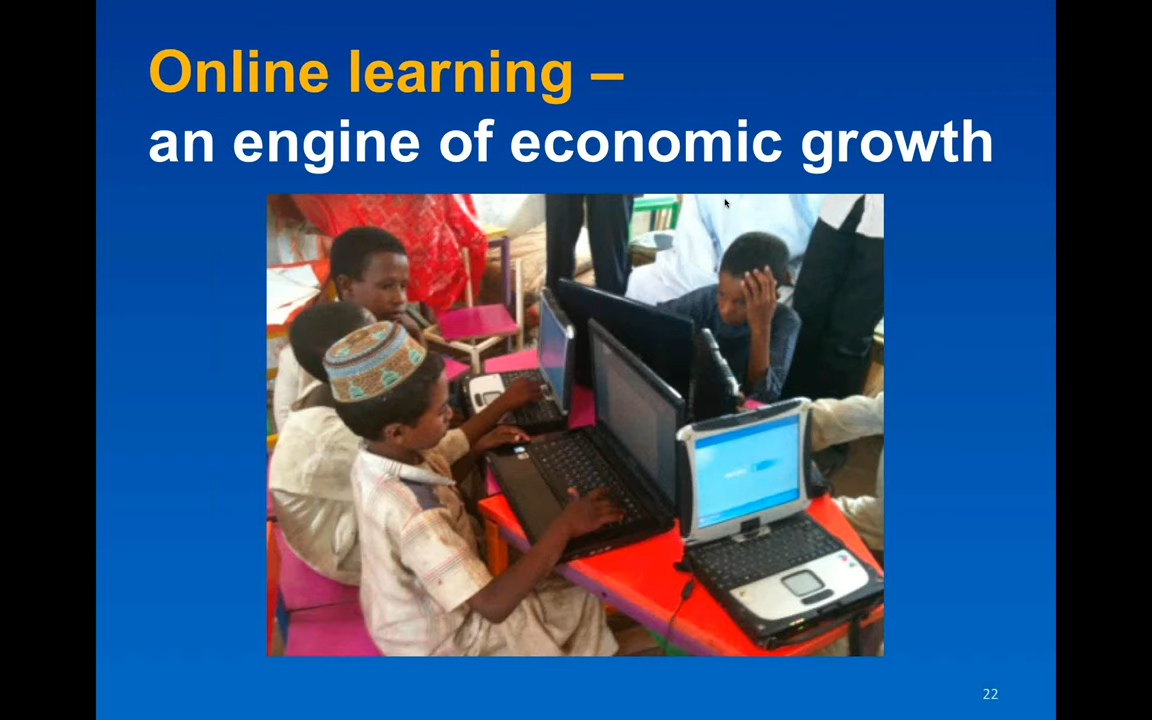 Online learning –
an engine of economic growth
22